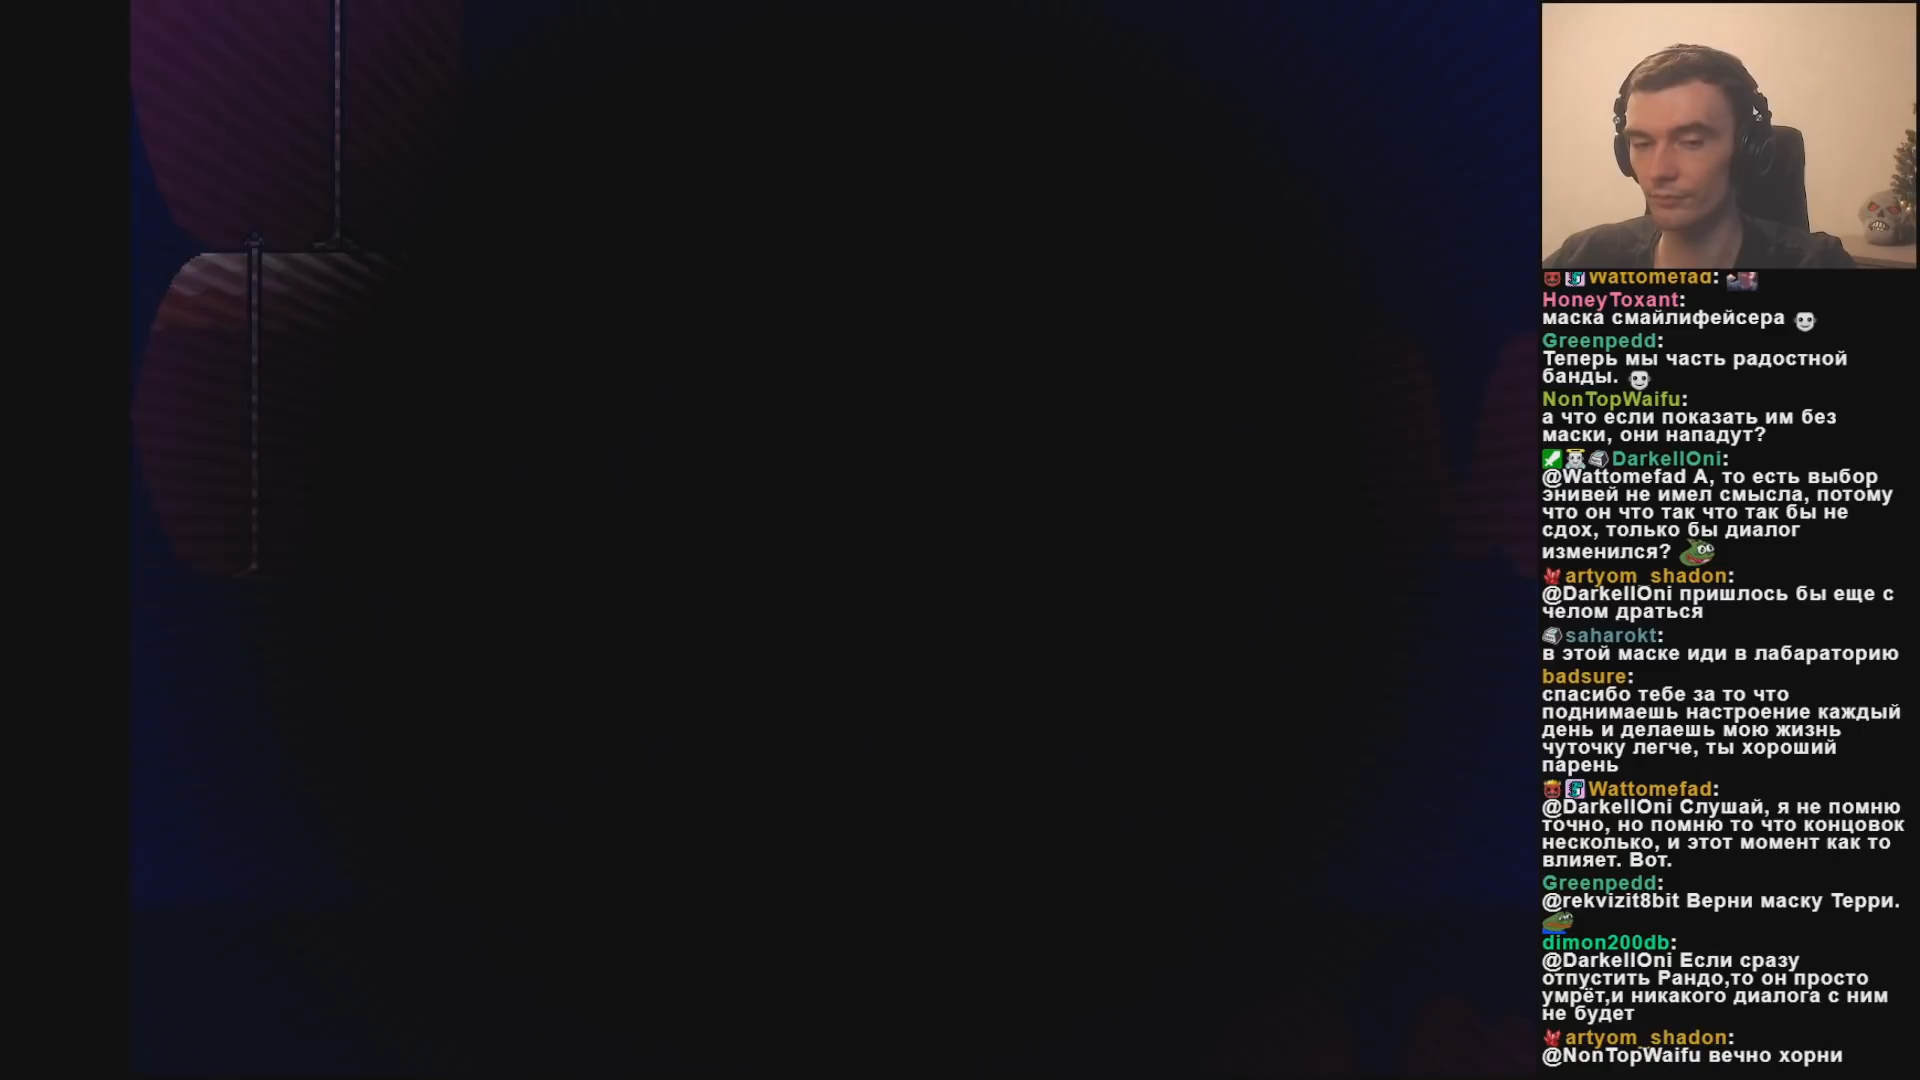 Wattomefad:
HoneyToxant:
маска смайлифейсера
Greenpedd:
Теперь мы часть радостной
банды.
NonTopWaifu:
а что если показать им без
маски, они нападут?
DarkellOni:
@Wattomefad А, то есть выбор
энивей не имел смысла, потому
что он что так что так бы не
сдох, только бы диалог
изменился?
artyom_shadon:
@DarkellOni пришлось бы еще с
челом драться
saharokt:
в этой маске иди в лабараторию
badsure:
спасибо тебе за то что
поднимаешь настроение каждый
день и делаешь мою жизнь
чуточку легче, ты хороший
парень
Wattomefad:
@DarkellOni Слушай, я не помню
точно, но помню то что концовок
несколько, и этот момент как то
влияет. Вот.
Greenpedd:
@rekvizit8bit Верни маску Терри.
dimon200db:
@DarkellOni Если сразу
отпустить Рандо,то он просто
умрёт,и никакого диалога с ним
не будет
artyom_shadon:
@NonTopWaifu вечно хорни